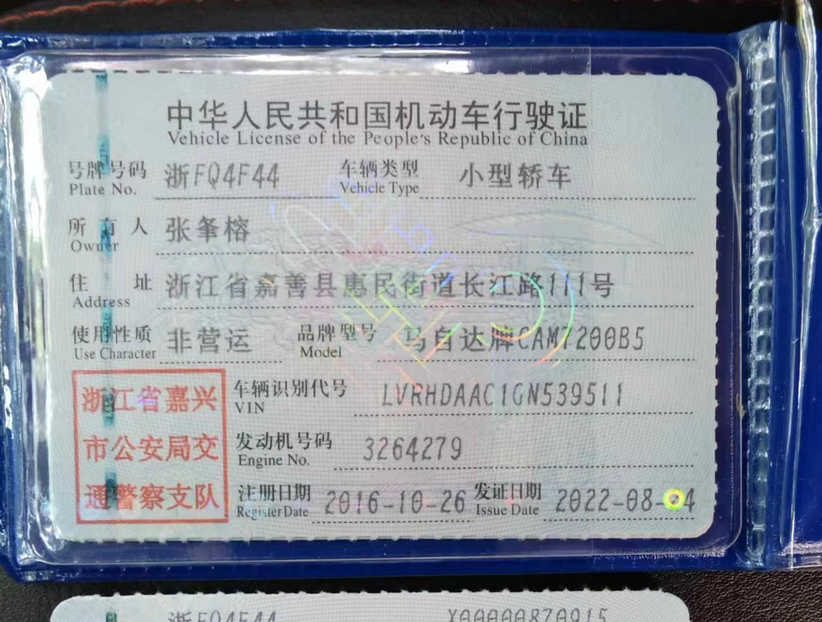 中华人民共和国机动车行驶证
Vehicle License of the People's Republic of China
号牌号码 浙FQ4F44 车辆类型 小型轿车
Plate No. Vehicle Type
所有人 张夆榕
Owner
住址 浙江省嘉善县惠民街道长江路111号
Address
使用性质 非营运 品牌型号 马自达牌CAM7200B5
Use Character Model
浙江省嘉兴
市公安局交
通警察支队
车辆识别代号 LVRHDAAC1GN539511
VIN
发动机号码 3264279
Engine No.
注册日期 2016-10-26 发证日期 2022-08-
Register Date Issue Date
浙FQ4F44 X00000870915